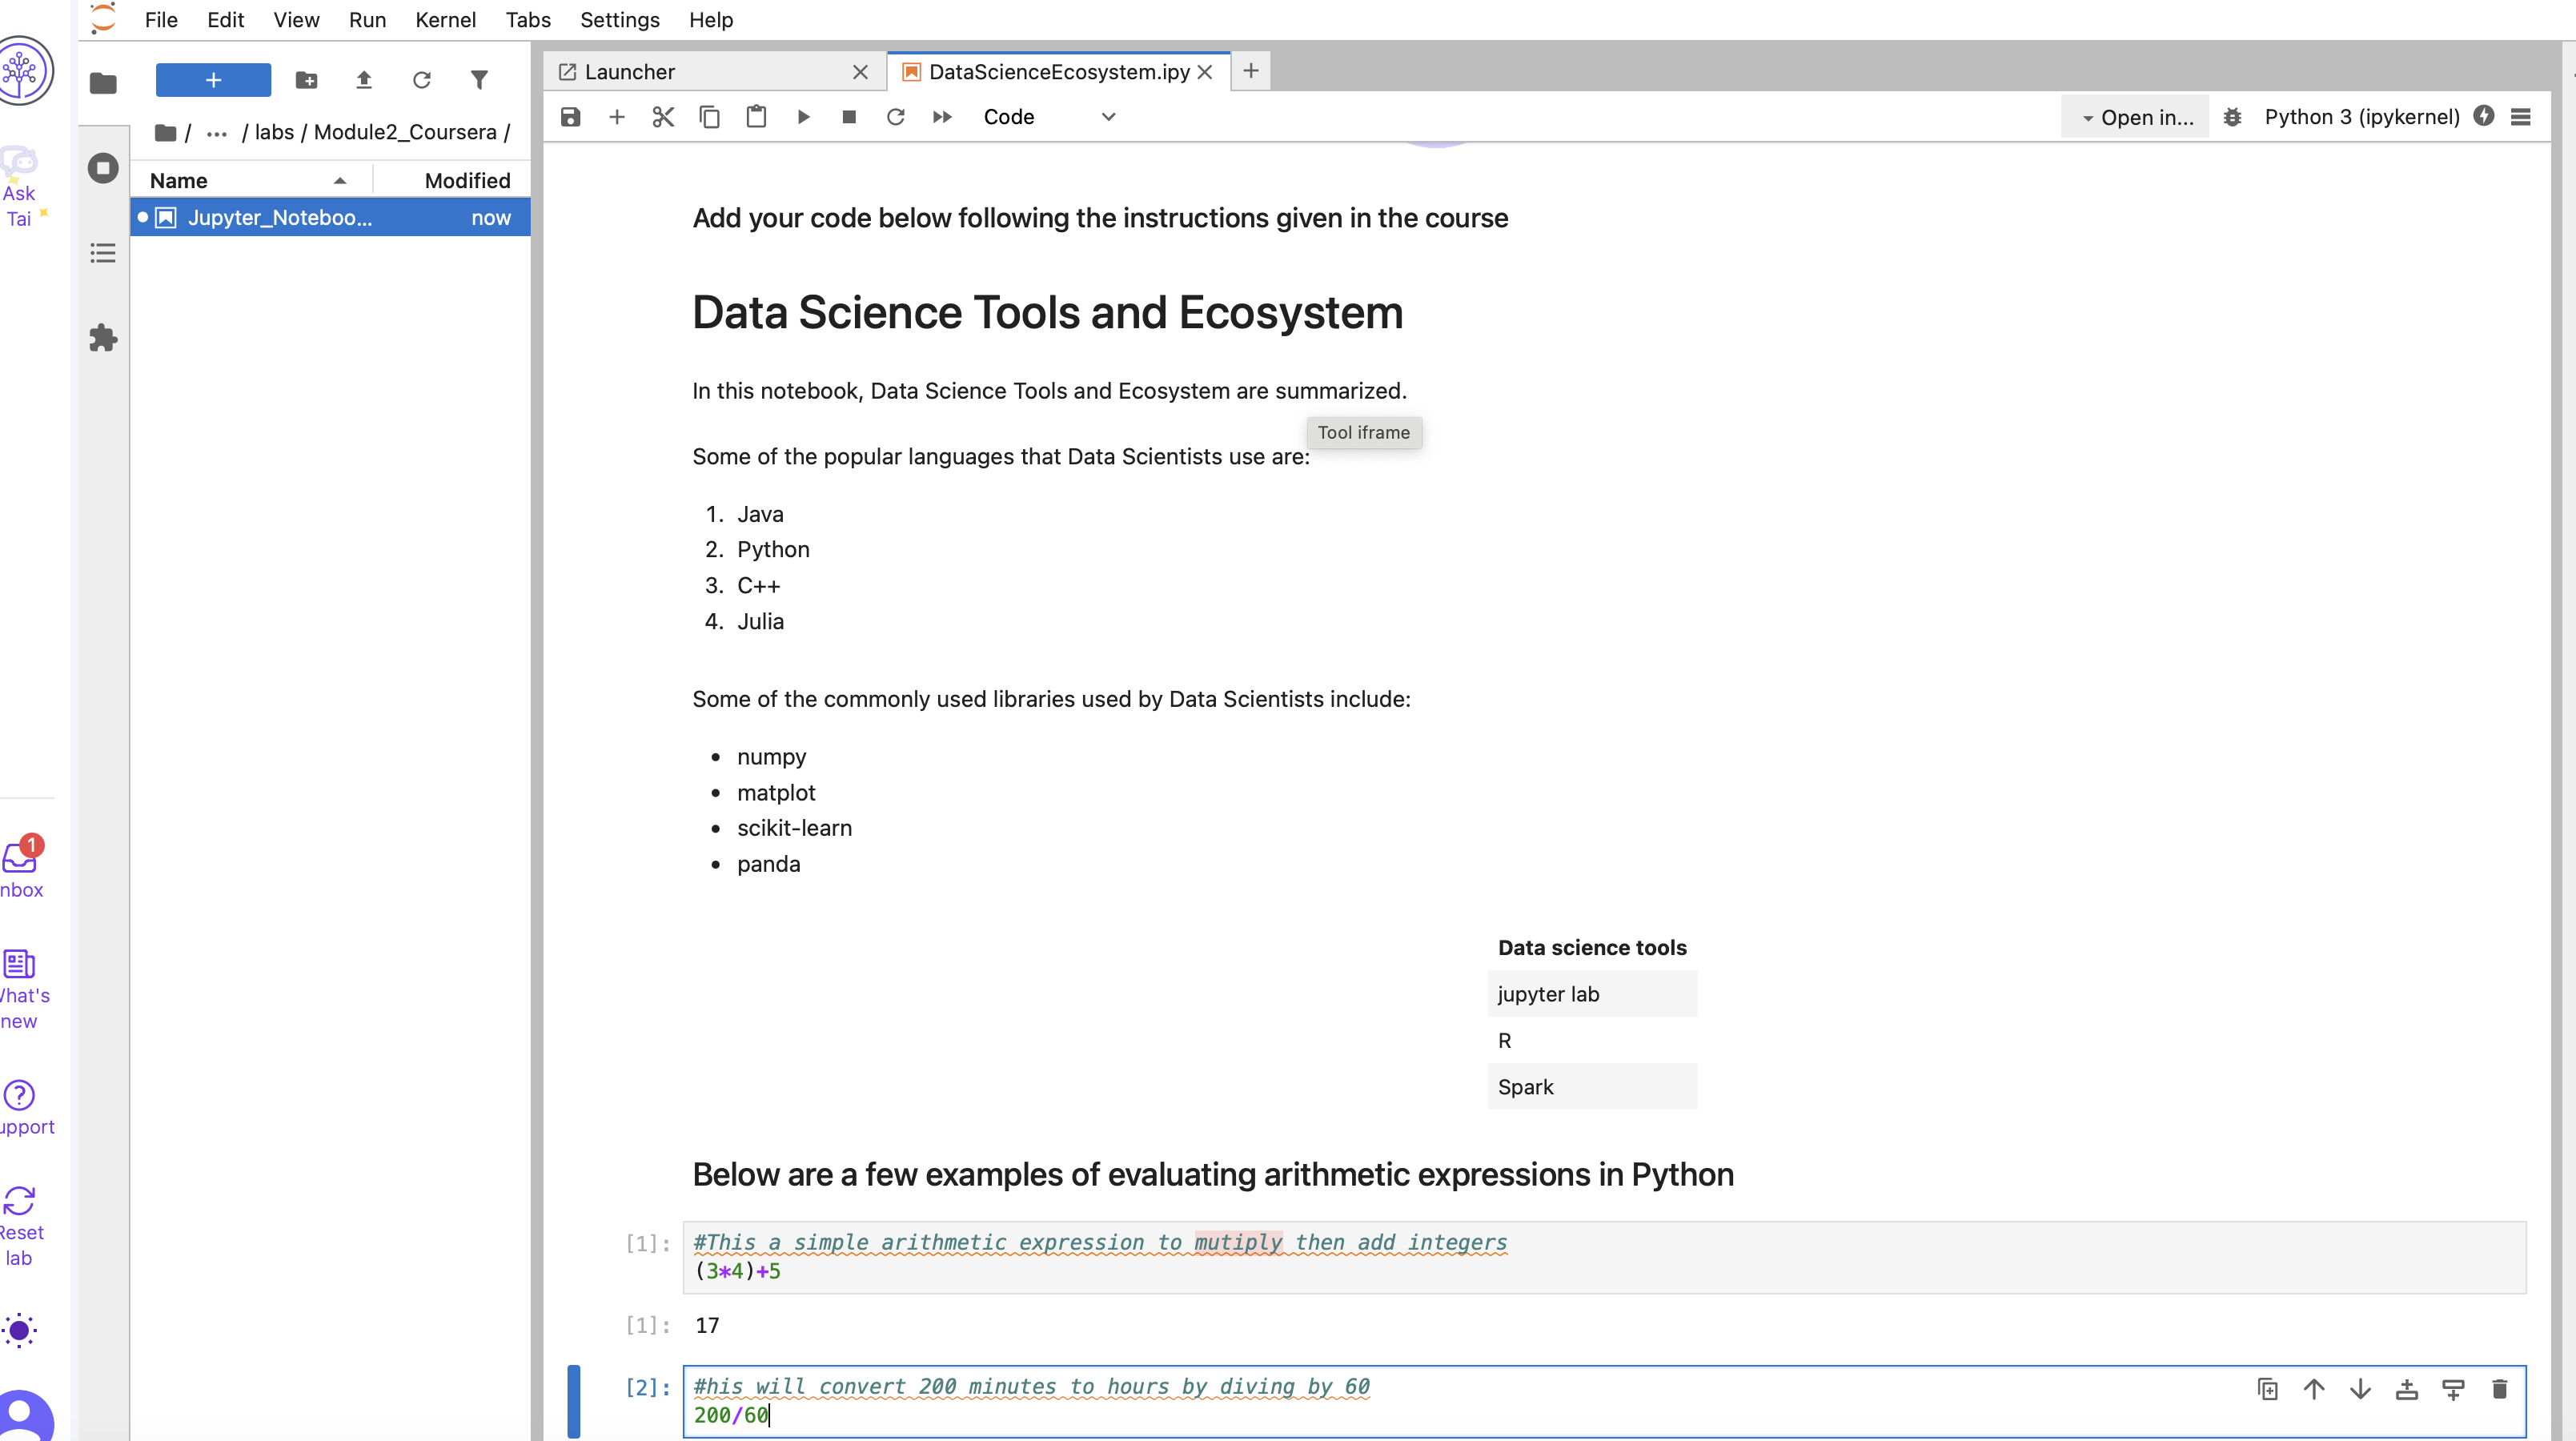 File Edit View Run Kernel Tabs Settings Help
Ask
Tai
nbox
1
hat's
new
upport
Reset
lab
+
/ ... / labs / Module2_Coursera /
Name Modified
Jupyter_Noteboo... now
Launcher
DataScienceEcosystem.ipy
Code
Open in...
Python 3 (ipykernel)
Add your code below following the instructions given in the course
Data Science Tools and Ecosystem
In this notebook, Data Science Tools and Ecosystem are summarized.
Tool iframe
Some of the popular languages that Data Scientists use are:
1. Java
2. Python
3. C++
4. Julia
Some of the commonly used libraries used by Data Scientists include:
• numpy
• matplot
• scikit-learn
• panda
Data science tools
jupyter lab
R
Spark
Below are a few examples of evaluating arithmetic expressions in Python
[1]: #This a simple arithmetic expression to mutiply then add integers
(3*4)+5
[1]: 17
[2]: #his will convert 200 minutes to hours by diving by 60
200/60